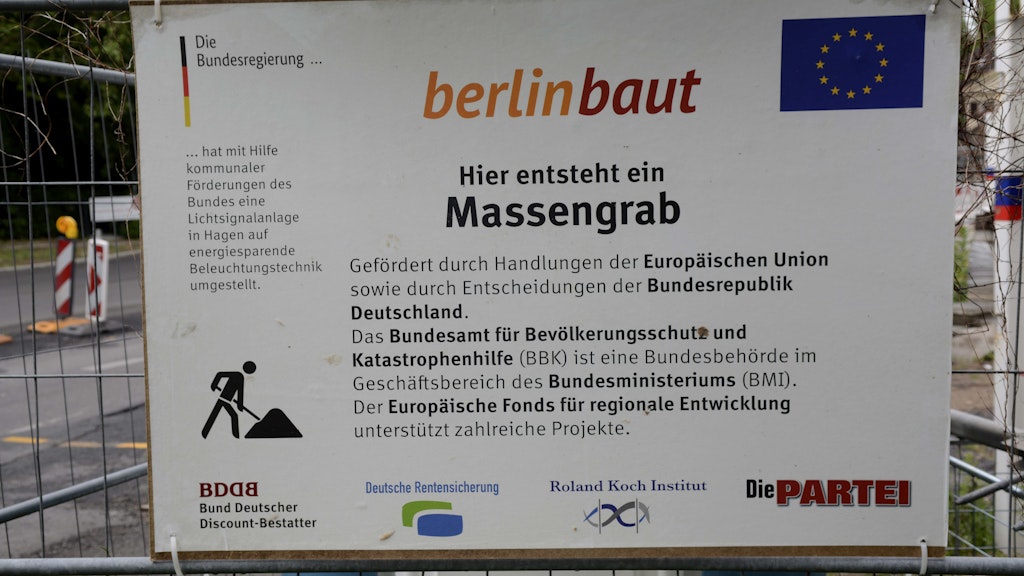 Die
Bundesregierung ...
berlinbaut
... hat mit Hilfe
kommunaler
Förderungen des
Bundes eine
Lichtsignalanlage
in Hagen auf
energiesparende
Beleuchtungstechnik
umgestellt.
Hier entsteht ein
Massengrab
Gefördert durch Handlungen der Europäischen Union
sowie durch Entscheidungen der Bundesrepublik
Deutschland.
Das Bundesamt für Bevölkerungsschutz und
Katastrophenhilfe (BBK) ist eine Bundesbehörde im
Geschäftsbereich des Bundesministeriums (BMI).
Der Europäische Fonds für regionale Entwicklung
unterstützt zahlreiche Projekte.
BDDB
Bund Deutscher
Discount-Bestatter
Deutsche Rentensicherung
Roland Koch Institut
Die PARTEI